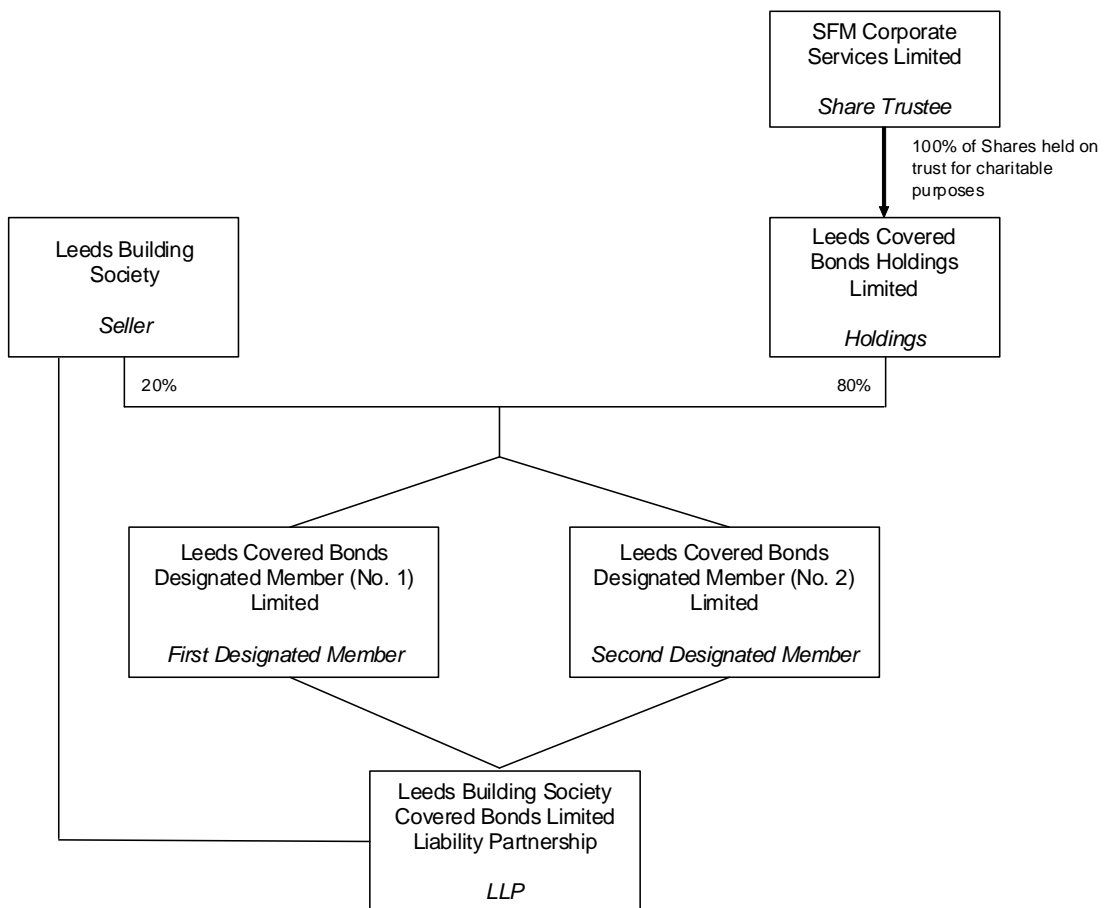 SFM Corporate
Services Limited
Share Trustee
100% of Shares held on
trust for charitable
purposes
Leeds Building
Society
Seller
Leeds Covered
Bonds Holdings
Limited
Holdings
20%
80%
Leeds Covered Bonds
Designated Member (No. 1)
Limited
First Designated Member
Leeds Covered Bonds
Designated Member (No. 2)
Limited
Second Designated Member
Leeds Building Society
Covered Bonds Limited
Liability Partnership
LLP